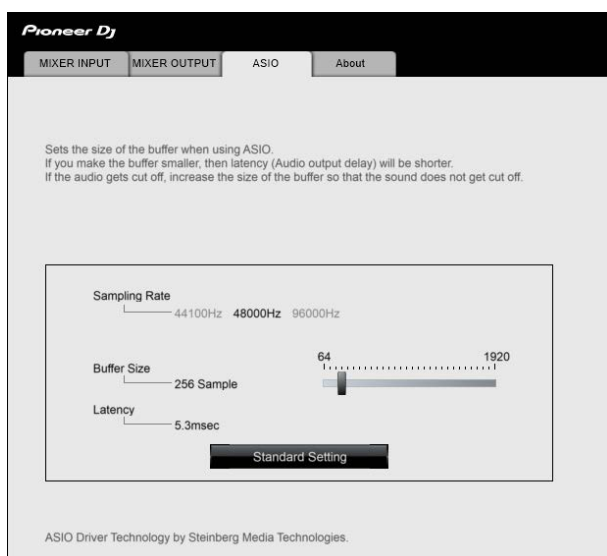 Pioneer Dj
MIXER INPUT MIXER OUTPUT ASIO About
Sets the size of the buffer when using ASIO.
If you make the buffer smaller, then latency (Audio output delay) will be shorter.
If the audio gets cut off, increase the size of the buffer so that the sound does not get cut off.
Sampling Rate
44100Hz 48000Hz 96000Hz
64 1920
Buffer Size
256 Sample
Latency
5.3msec
Standard Setting
ASIO Driver Technology by Steinberg Media Technologies.